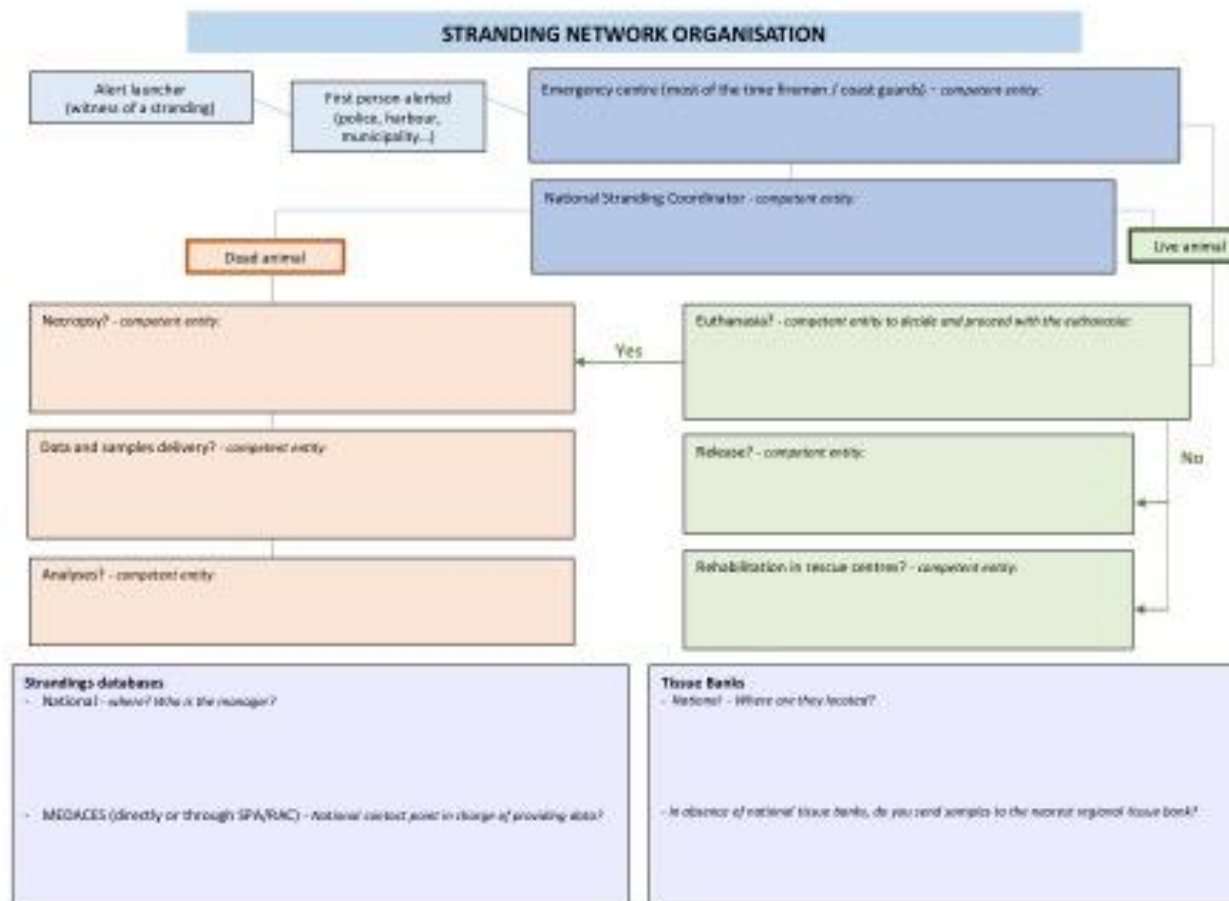 STRANDING NETWORK ORGANISATION
Alert launcher
(witness of a stranding)
First person alerted
(police, harbour,
municipality...)
Emergency centre (most of the time firemen / coast guards) - competent entity:
National Stranding Coordinator - competent entity:
Dead animal
Live animal
Necropsy? - competent entity:
Euthanasia? - competent entity to decide and proceed with the euthanasia:
Yes
Data and samples delivery? - competent entity:
Release? - competent entity:
No
Analyses? - competent entity:
Rehabilitation in rescue centres? - competent entity:
Strandings databases
- National - where? Who is the manager?
- MEDACES (directly or through SPA/RAC) - National contact point in charge of providing data?
Tissue Banks
- National - Where are they located?
- In absence of national tissue banks, do you send samples to the nearest regional tissue bank?